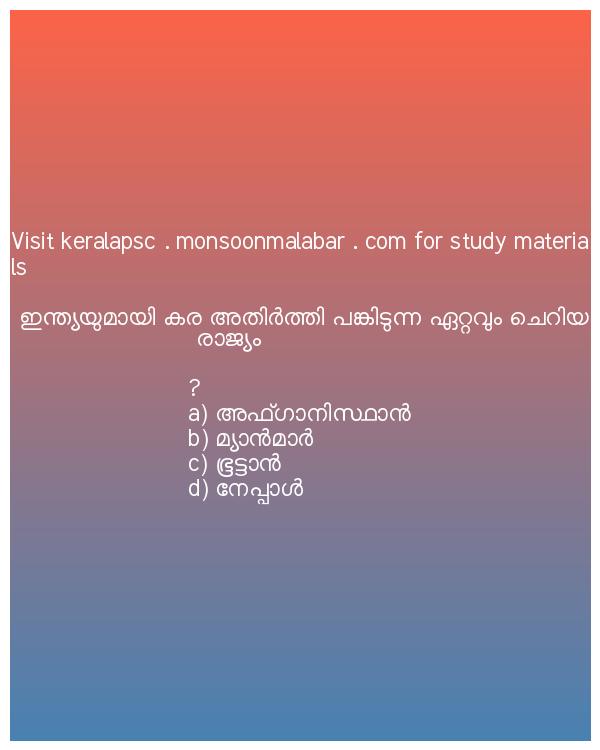 Visit keralapsc . monsoonmalabar . com for study materia
ls
ഇന്ത്യയുമായി കര അതിർത്തി പങ്കിടുന്ന ഏറ്റവും ചെറിയ
രാജ്യം
?
a) അഫ്ഗാനിസ്ഥാൻ
b) മ്യാൻമാർ
c) ഭൂട്ടാൻ
d) നേപ്പാൾ